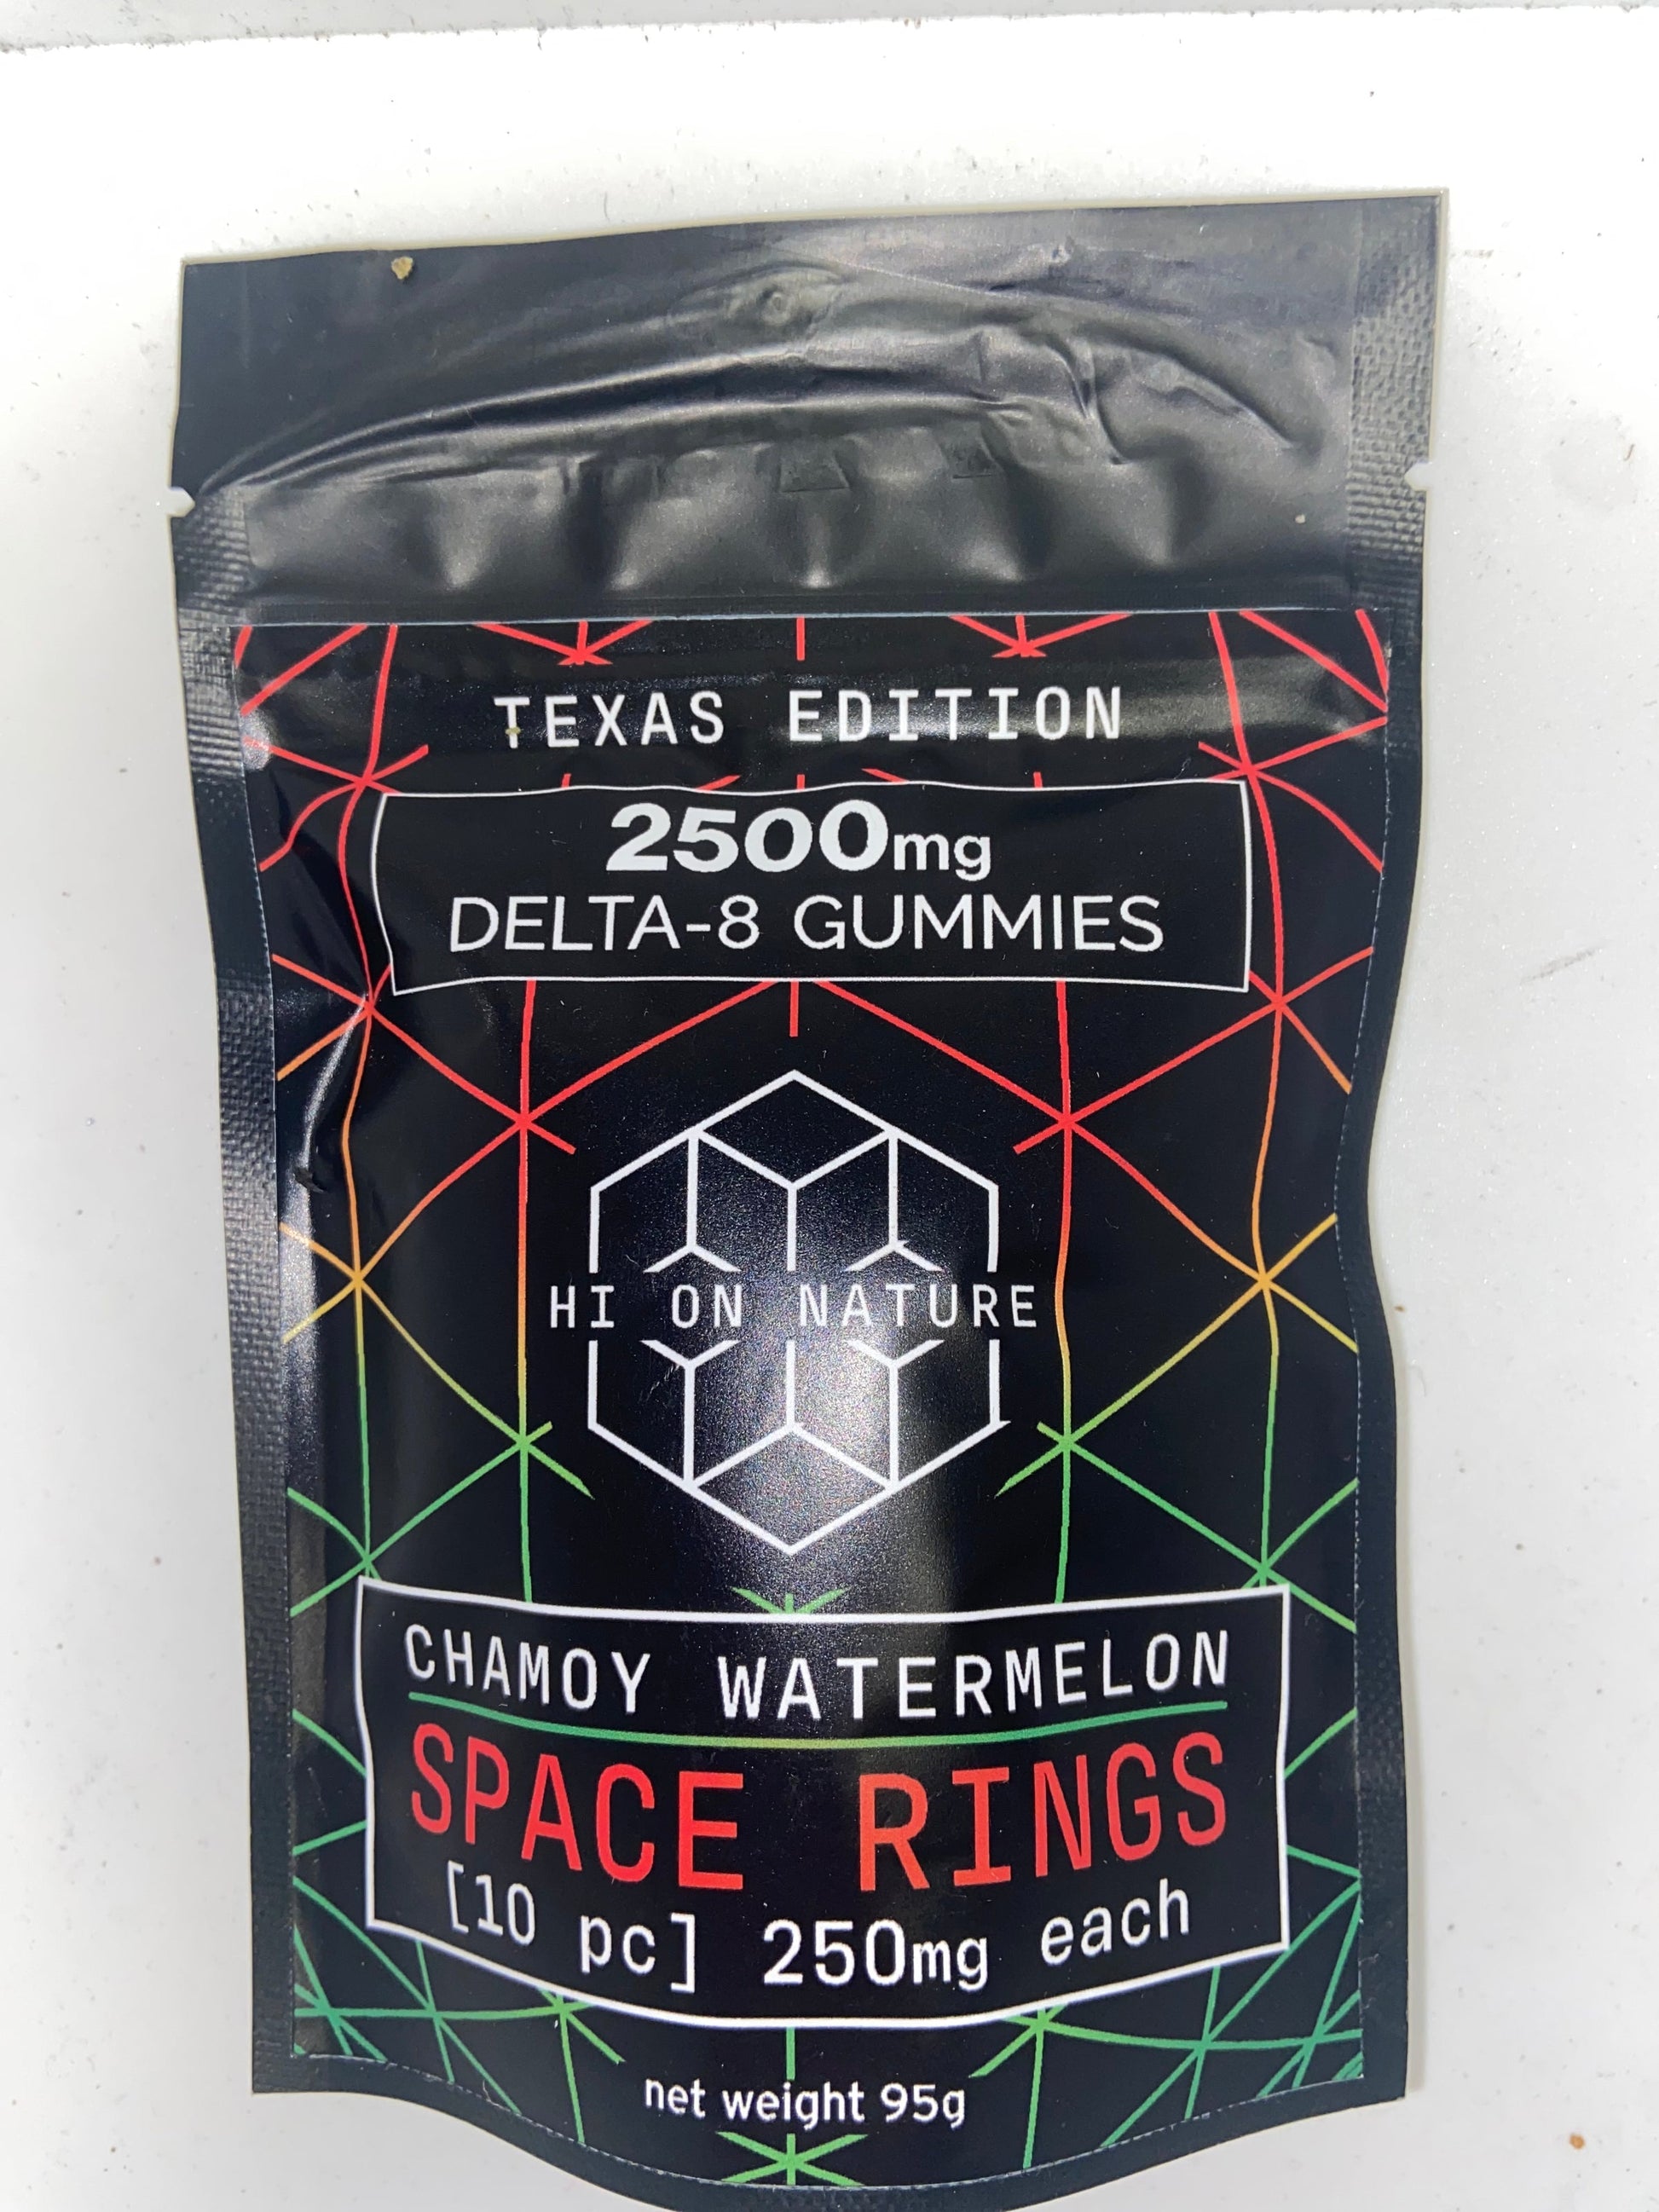 TEXAS EDITION
2500mg
DELTA-8 GUMMIES
HI ON NATURE
CHAMOY WATERMELON
SPACE RINGS
[10 pc] 250mg each
net weight 95g